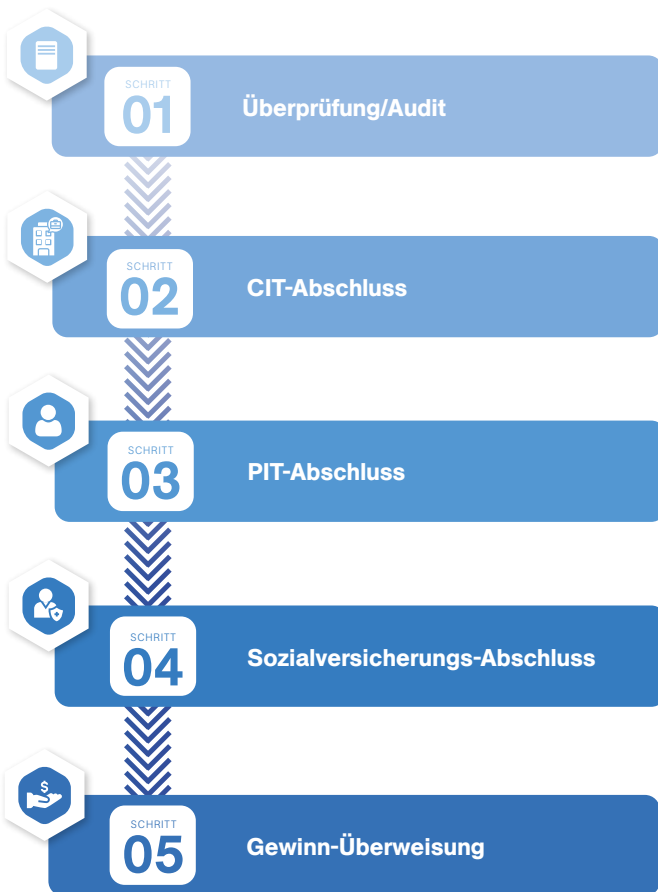 SCHRITT
01
Überprüfung/Audit
SCHRITT
02
CIT-Abschluss
SCHRITT
03
PIT-Abschluss
SCHRITT
04
Sozialversicherungs-Abschluss
$
SCHRITT
05
Gewinn-Überweisung